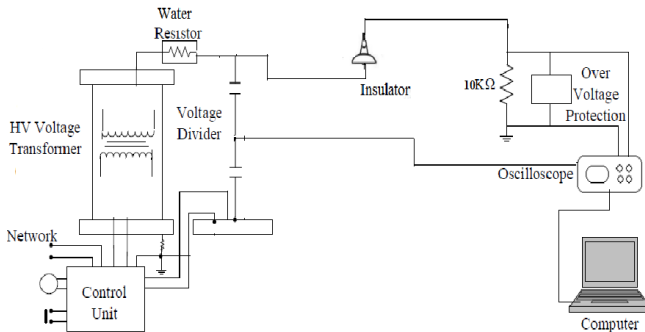 Water
Resistor
HV Voltage
Transformer
Voltage
Divider
Insulator
10KΩ
Over
Voltage
Protection
Oscilloscope
Network
Control
Unit
Computer